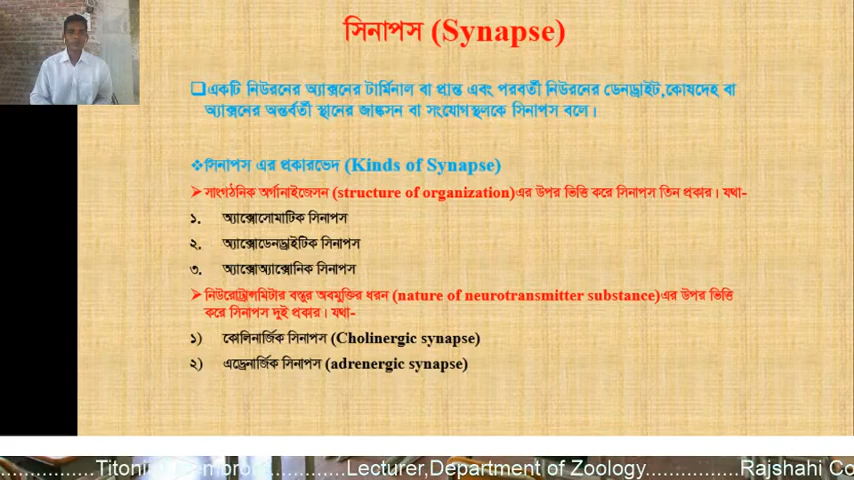 সিনাপস (Synapse)
❑একটি নিউরনের অ্যাক্সনের টার্মিনাল বা প্রান্ত এবং পরবর্তী নিউরনের ডেনড্রাইট,কোষদেহ বা
অ্যাক্সনের অন্তর্বর্তী স্থানের জাঙ্কসন বা সংযোগস্থলকে সিনাপস বলে।
❖সিনাপস এর প্রকারভেদ (Kinds of Synapse)
➢সাংগঠনিক অর্গানাইজেসন (structure of organization)এর উপর ভিত্তি করে সিনাপস তিন প্রকার। যথা-
১. অ্যাক্সোসোমাটিক সিনাপস
২. অ্যাক্সোডেনড্রাইটিক সিনাপস
৩. অ্যাক্সোঅ্যাক্সোনিক সিনাপস
➢নিউরোট্রান্সমিটার বস্তুর অবমুক্তির ধরন (nature of neurotransmitter substance)এর উপর ভিত্তি
করে সিনাপস দুই প্রকার। যথা-
১) কোলিনার্জিক সিনাপস (Cholinergic synapse)
২) এড্রেনার্জিক সিনাপস (adrenergic synapse)
Lecturer,Department of Zoology................Rajshahi Co